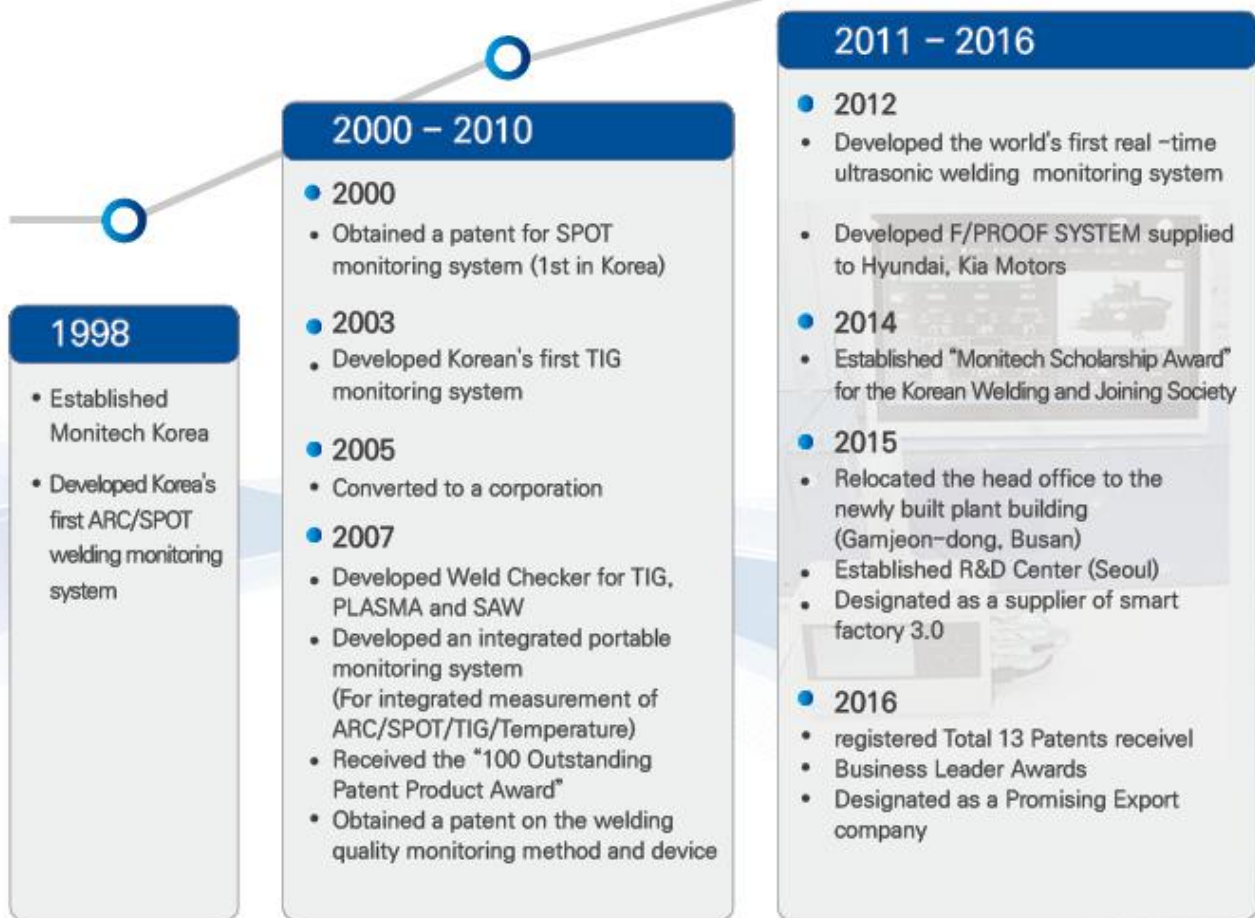 1998
• Established
Monitech Korea
• Developed Korea's
first ARC/SPOT
welding monitoring
system
2000 - 2010
2000
• Obtained a patent for SPOT
monitoring system (1st in Korea)
2003
• Developed Korean's first TIG
monitoring system
2005
• Converted to a corporation
2007
• Developed Weld Checker for TIG,
PLASMA and SAW
• Developed an integrated portable
monitoring system
(For integrated measurement of
ARC/SPOT/TIG/Temperature)
• Received the "100 Outstanding
Patent Product Award"
• Obtained a patent on the welding
quality monitoring method and device
2011 - 2016
2012
• Developed the world's first real -time
ultrasonic welding monitoring system
• Developed F/PROOF SYSTEM supplied
to Hyundai, Kia Motors
2014
• Established "Monitech Scholarship Award"
for the Korean Welding and Joining Society
2015
• Relocated the head office to the
newly built plant building
(Gamjeon-dong, Busan)
• Established R&D Center (Seoul)
• Designated as a supplier of smart
factory 3.0
2016
• registered Total 13 Patents receivel
• Business Leader Awards
• Designated as a Promising Export
company